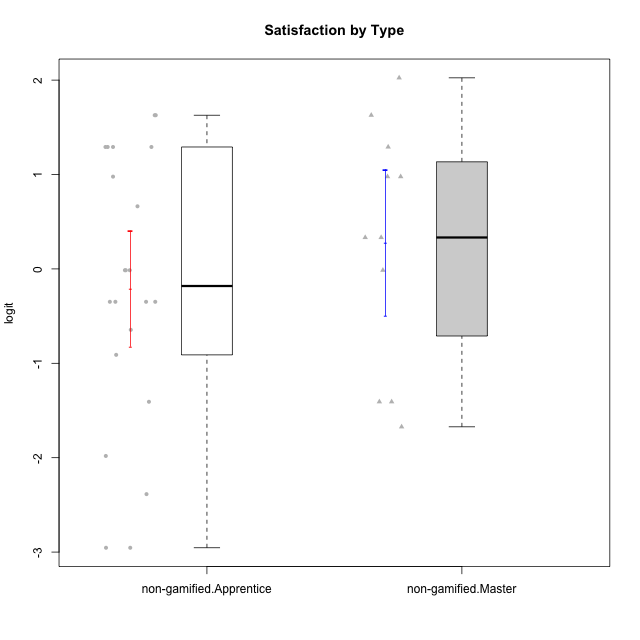 Satisfaction by Type
logit
2
1
0
-1
-2
-3
non-gamified.Apprentice
non-gamified.Master